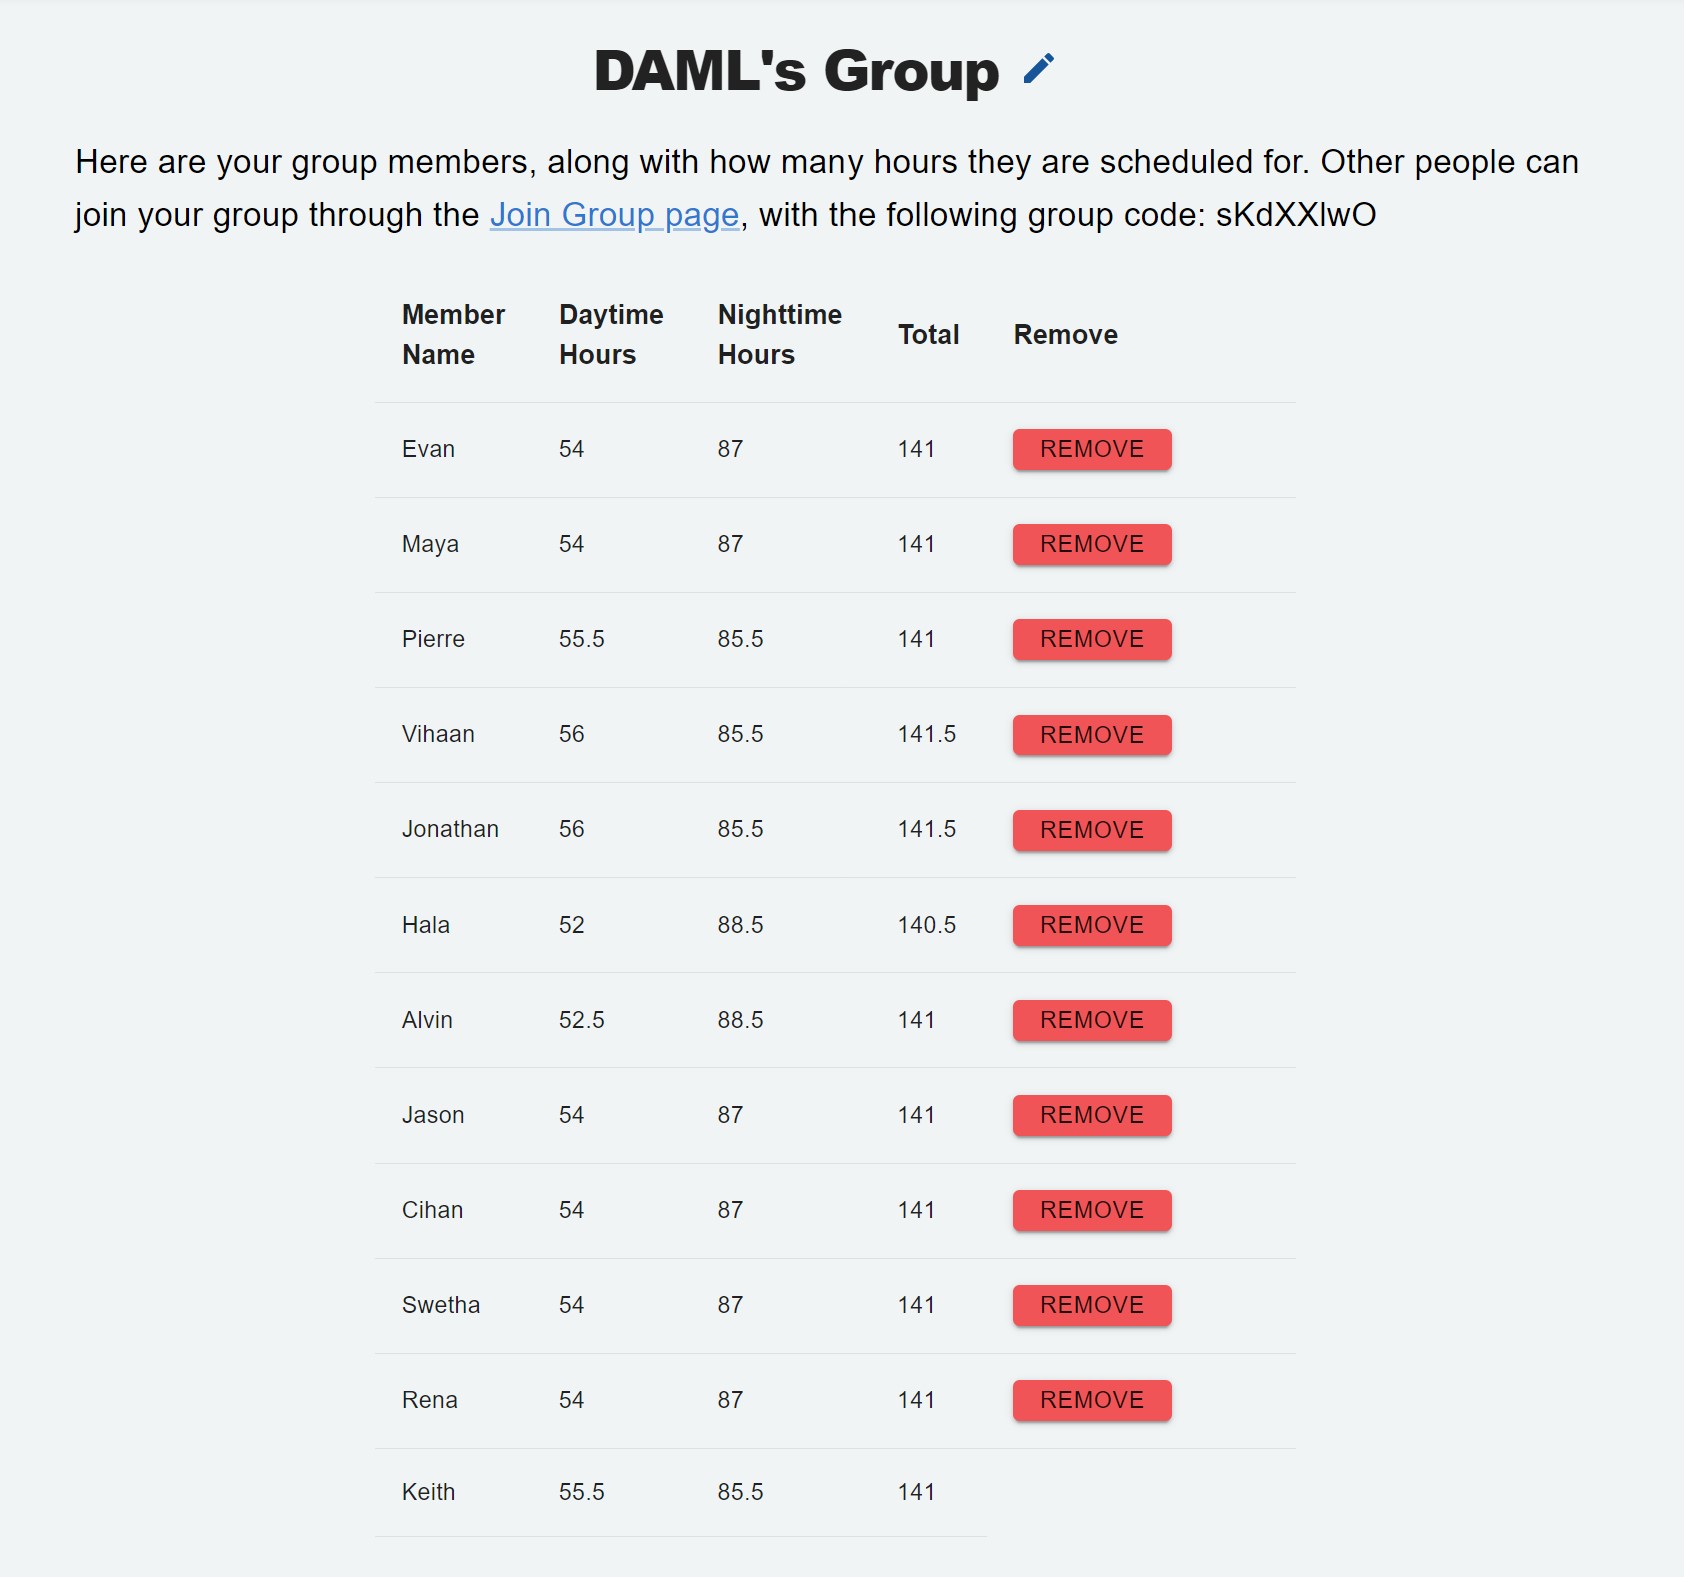 DAML's Group
Here are your group members, along with how many hours they are scheduled for. Other people can
join your group through the Join Group page, with the following group code: sKdXXlwO
Member Name Daytime Hours Nighttime Hours Total Remove
Evan 54 87 141 REMOVE
Maya 54 87 141 REMOVE
Pierre 55.5 85.5 141 REMOVE
Vihaan 56 85.5 141.5 REMOVE
Jonathan 56 85.5 141.5 REMOVE
Hala 52 88.5 140.5 REMOVE
Alvin 52.5 88.5 141 REMOVE
Jason 54 87 141 REMOVE
Cihan 54 87 141 REMOVE
Swetha 54 87 141 REMOVE
Rena 54 87 141 REMOVE
Keith 55.5 85.5 141